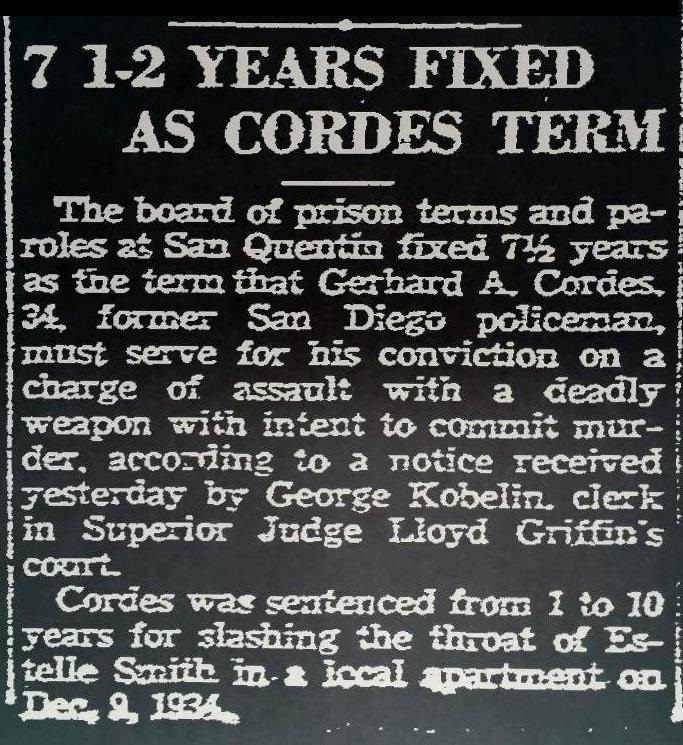 7 1-2 YEARS FIXED
AS CORDES TERM
The board of prison terms and pa-
roles at San Quentin fixed 7½ years
as the term that Gerhard A. Cordes,
34, former San Diego policeman,
must serve for his conviction on a
charge of assault with a deadly
weapon with intent to commit mur-
der, according to a notice received
yesterday by George Kobelin, clerk
in Superior Judge Lloyd Griffin's
court.
Cordes was sentenced from 1 to 10
years for slashing the throat of Es-
telle Smith in a local apartment on
Dec. 9, 1934.